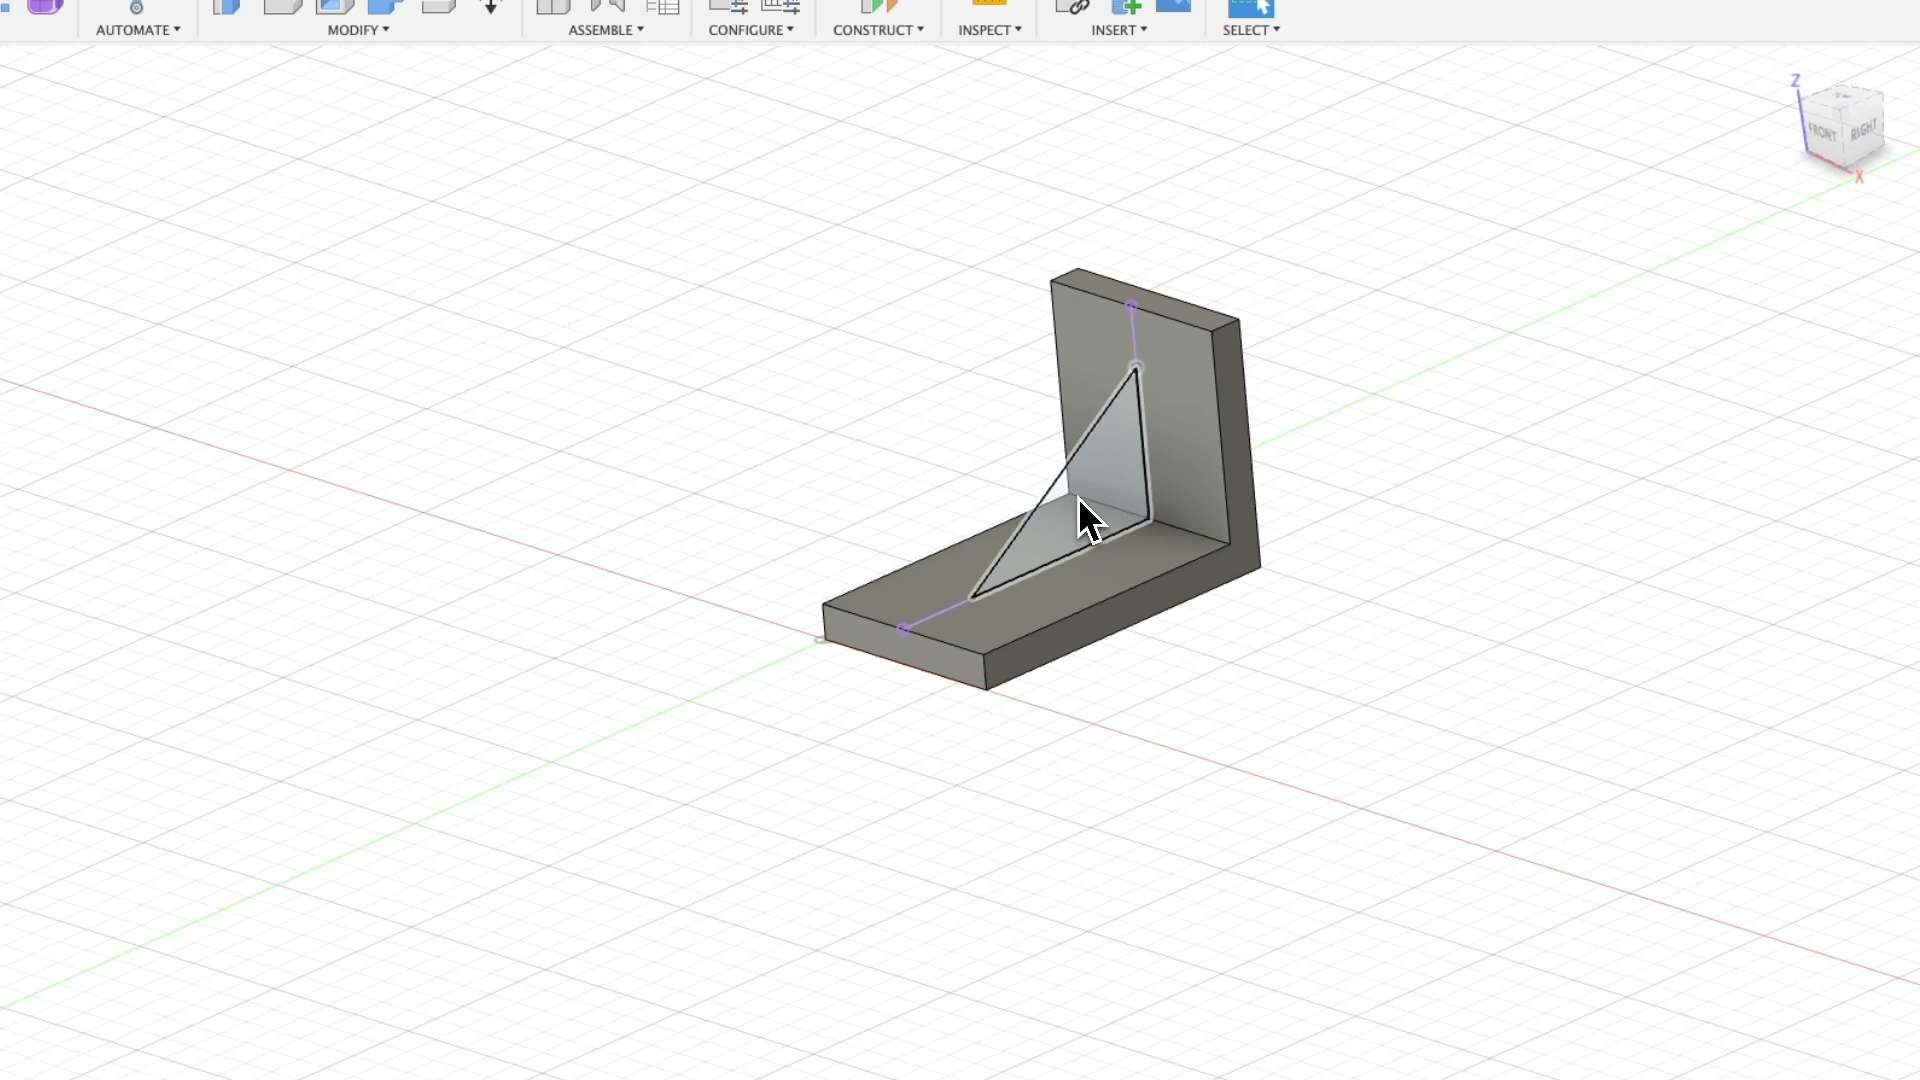 AUTOMATE MODIFY ASSEMBLE CONFIGURE CONSTRUCT INSPECT INSERT SELECT
Z
FRONT RIGHT
X